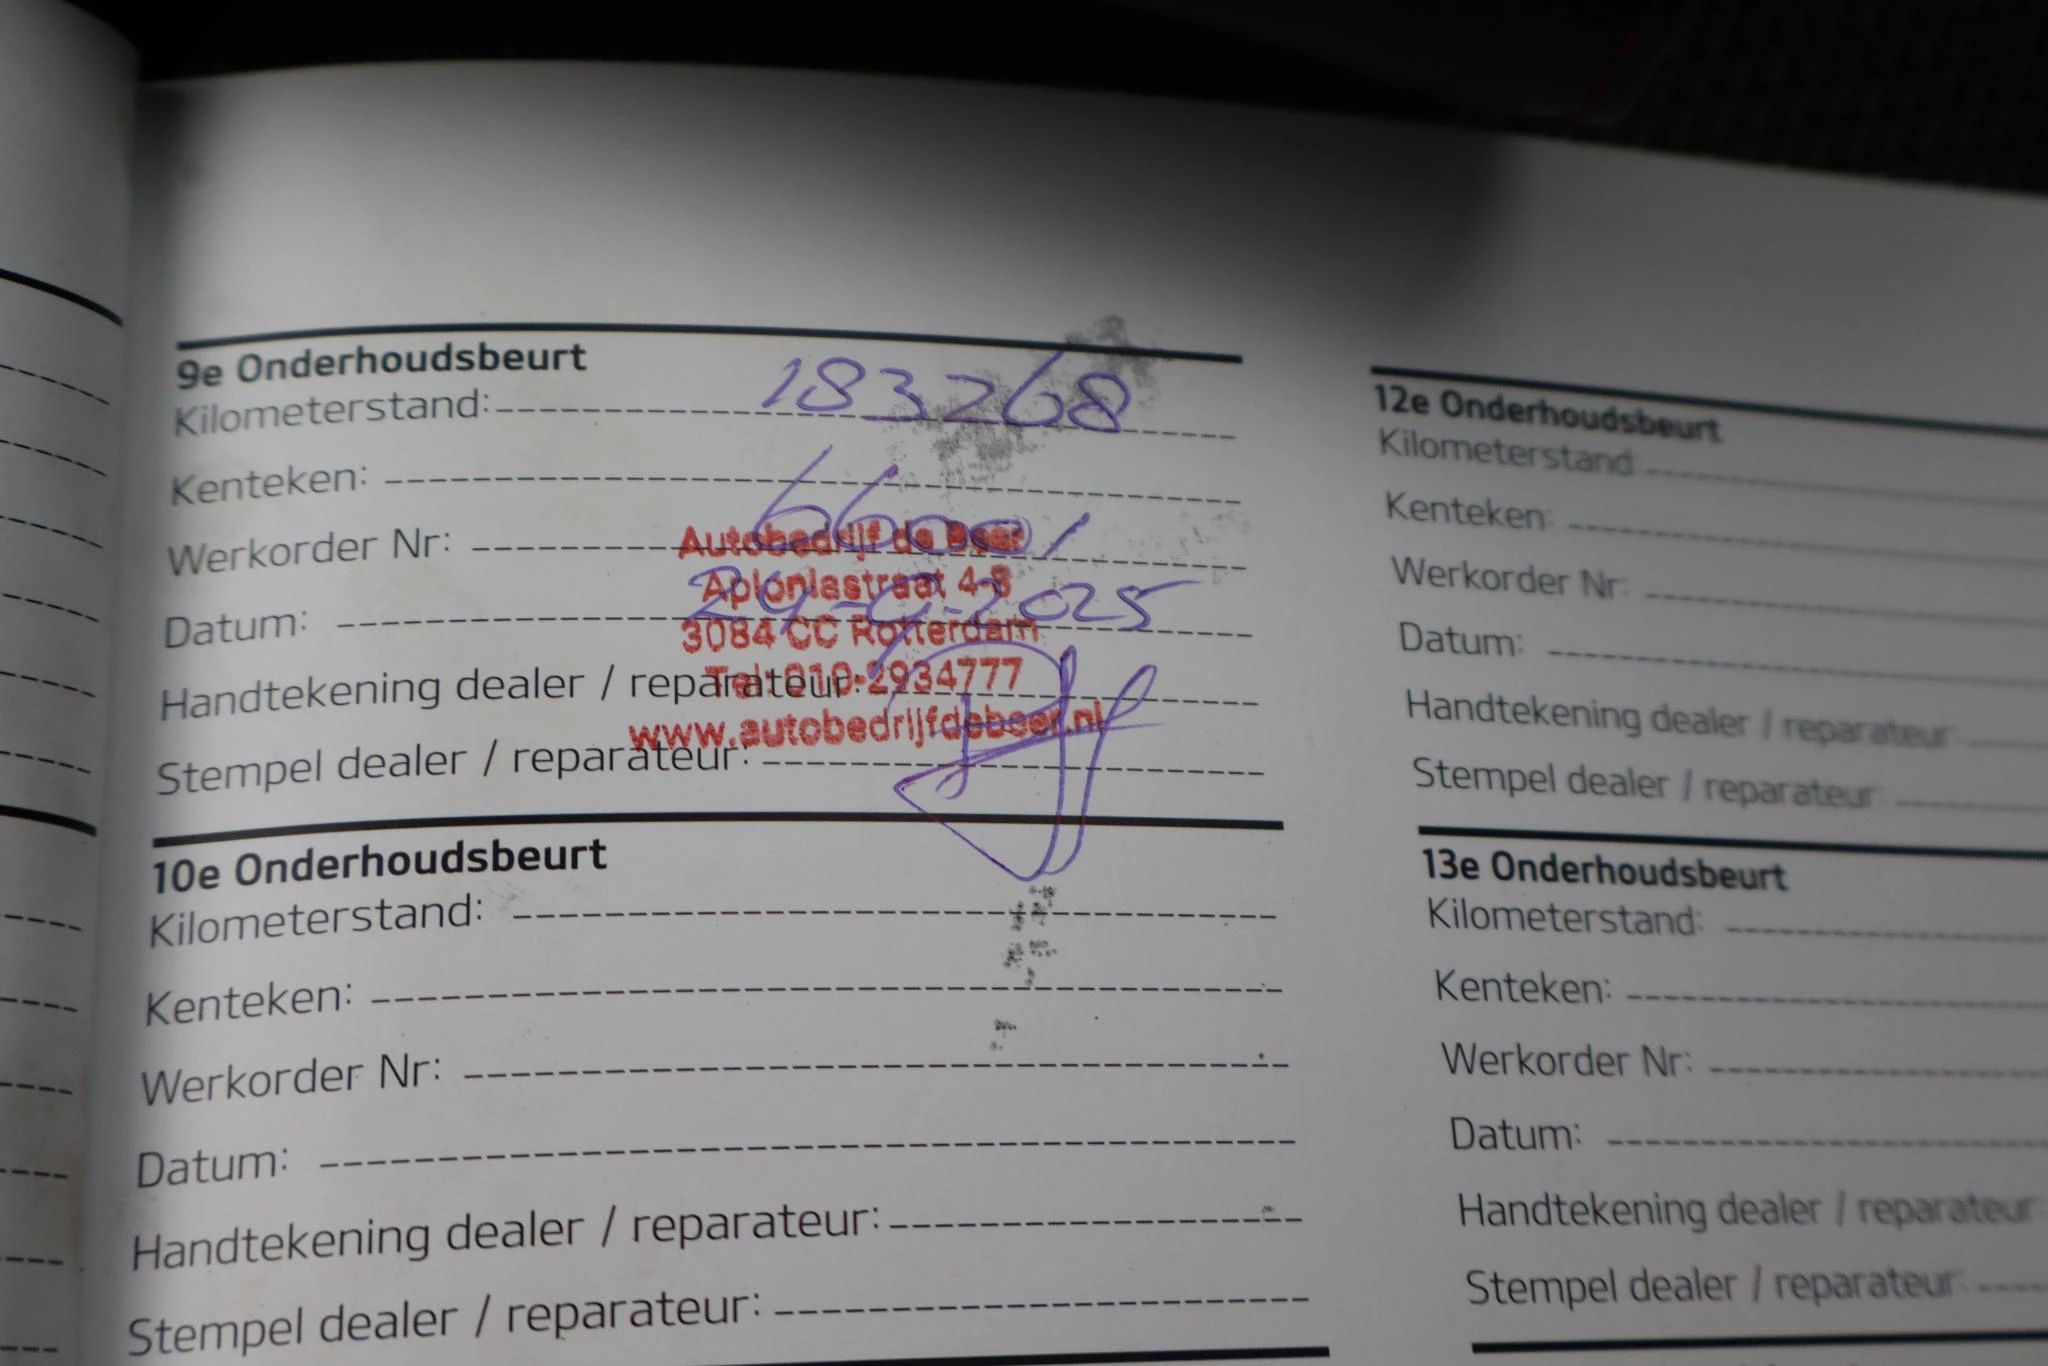 9e Onderhoudsbeurt
Kilometerstand: 183268
Kenteken:
Werkorder Nr: 66001
Datum: 29-9-2025
Handtekening dealer / reparateur:
Stempel dealer / reparateur:
Autobedrijf de Beer
Aploniastraat 4-8
3084 CC Rotterdam
Tel: 010-2934777
www.autobedrijfdebeer.nl
10e Onderhoudsbeurt
Kilometerstand:
Kenteken:
Werkorder Nr:
Datum:
Handtekening dealer / reparateur:
Stempel dealer / reparateur:
12e Onderhoudsbeurt
Kilometerstand
Kenteken:
Werkorder Nr:
Datum:
Handtekening dealer / reparateur
Stempel dealer / reparateur
13e Onderhoudsbeurt
Kilometerstand:
Kenteken:
Werkorder Nr:
Datum:
Handtekening dealer / reparateur
Stempel dealer / reparateur: